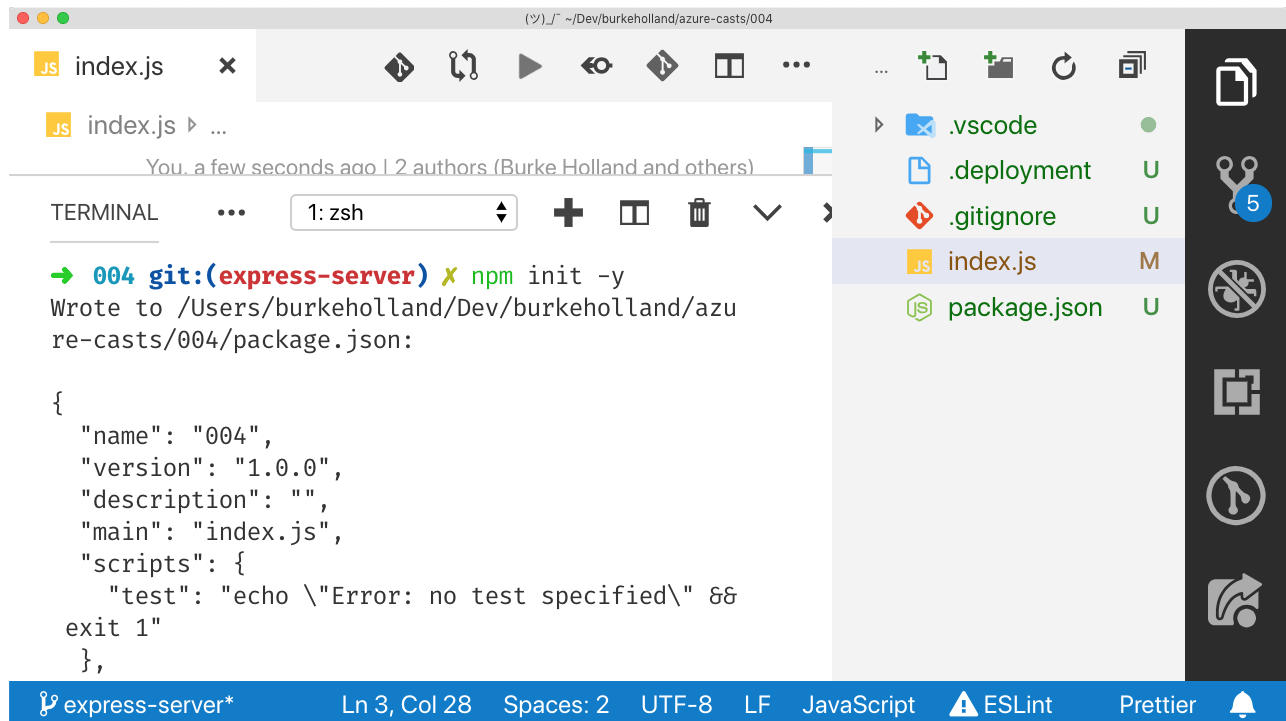 (ツ)_/¯ ~/Dev/burkeholland/azure-casts/004
JS index.js
JS index.js ...
You, a few seconds ago | 2 authors (Burke Holland and others)
TERMINAL
1: zsh
➜ 004 git:(express-server) ✗ npm init -y
Wrote to /Users/burkeholland/Dev/burkeholland/azu
re-casts/004/package.json:
{
"name": "004",
"version": "1.0.0",
"description": "",
"main": "index.js",
"scripts": {
"test": "echo \"Error: no test specified\" &&
exit 1"
},
...
.vscode
.deployment U
.gitignore U
JS index.js M
JS package.json U
5
express-server* Ln 3, Col 28 Spaces: 2 UTF-8 LF JavaScript ESLint Prettier